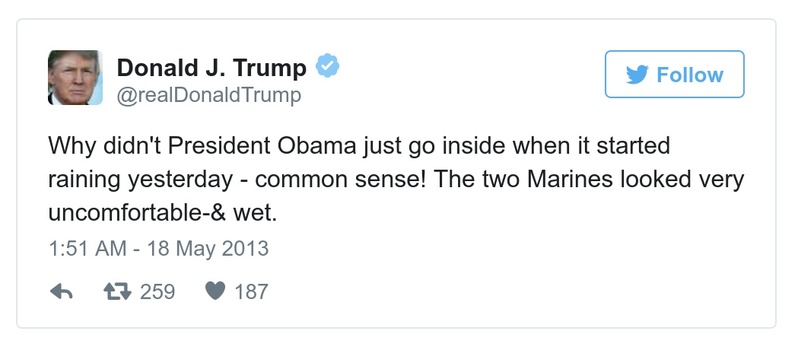 Donald J. Trump
@realDonaldTrump
Follow
Why didn't President Obama just go inside when it started
raining yesterday - common sense! The two Marines looked very
uncomfortable-& wet.
1:51 AM - 18 May 2013
259 187